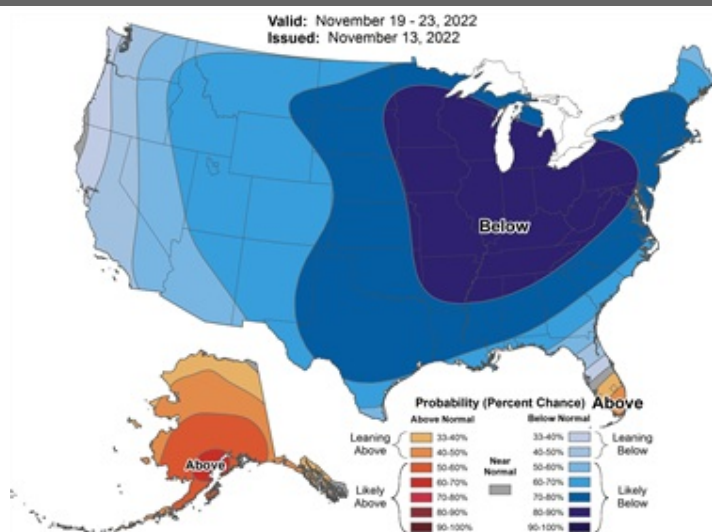 Valid: November 19 - 23, 2022
Issued: November 13, 2022
Below
Above
Above
Probability (Percent Chance)
Above Normal
Below Normal
Leaning Above
33-40%
40-50%
Likely Above
50-60%
60-70%
70-80%
80-90%
90-100%
Near Normal
33-40%
40-50%
Leaning Below
50-60%
60-70%
70-80%
80-90%
90-100%
Likely Below